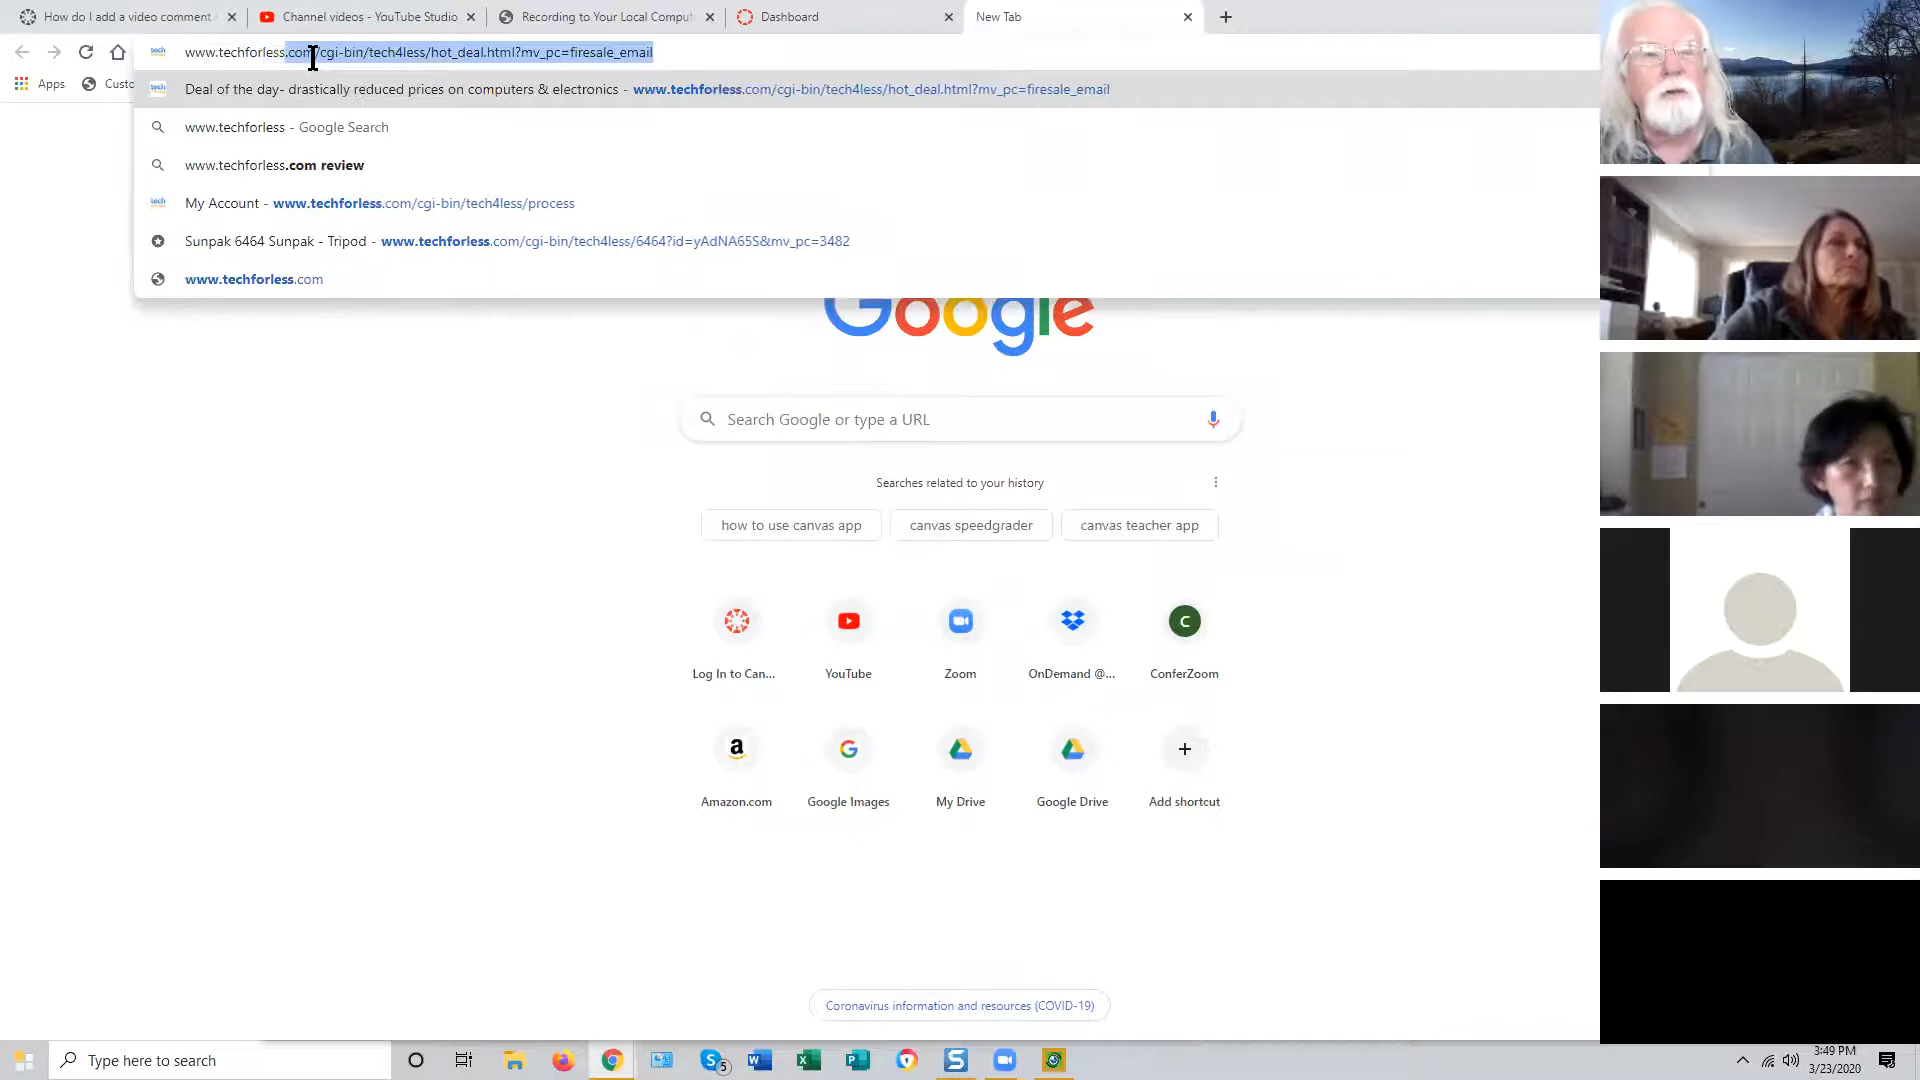 How do I add a video comment
Channel videos - YouTube Studio
Recording to Your Local Comput
Dashboard
New Tab
www.techforless.com/cgi-bin/tech4less/hot_deal.html?mv_pc=firesale_email
Apps
Custo
tech
Deal of the day- drastically reduced prices on computers & electronics - www.techforless.com/cgi-bin/tech4less/hot_deal.html?mv_pc=firesale_email
www.techforless - Google Search
www.techforless.com review
tech
My Account - www.techforless.com/cgi-bin/tech4less/process
Sunpak 6464 Sunpak - Tripod - www.techforless.com/cgi-bin/tech4less/6464?id=yAdNA65S&mv_pc=3482
www.techforless.com
Google
Search Google or type a URL
Searches related to your history
how to use canvas app
canvas speedgrader
canvas teacher app
C
Log In to Can...
YouTube
Zoom
OnDemand @...
ConferZoom
a
G
Amazon.com
Google Images
My Drive
Google Drive
Add shortcut
Coronavirus information and resources (COVID-19)
Type here to search
5
3:49 PM
3/23/2020